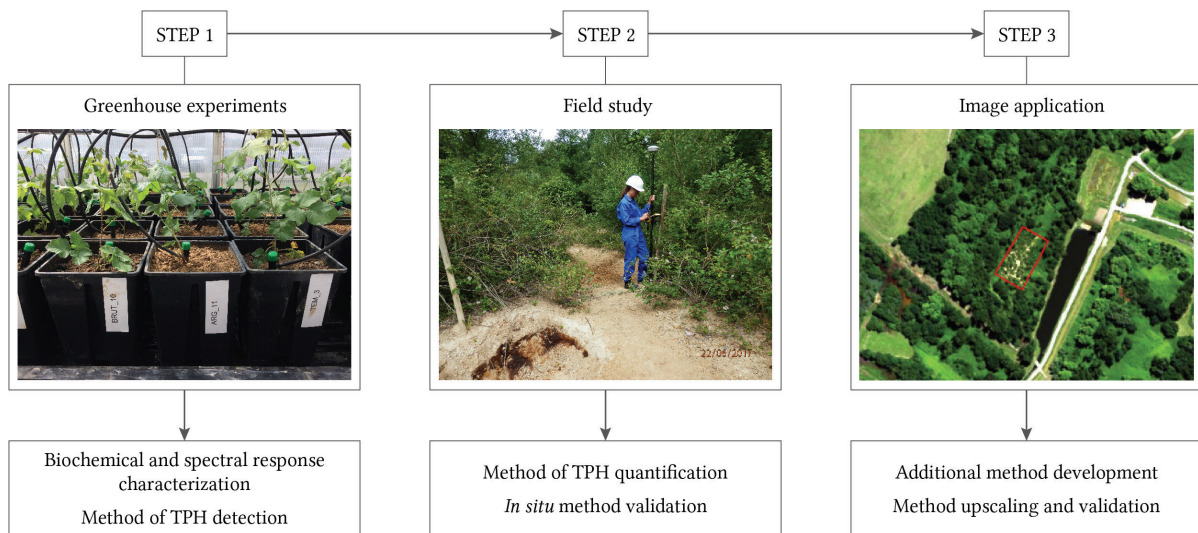 STEP 1
STEP 2
STEP 3
Greenhouse experiments
Field study
Image application
BRUT_10
ARG_11
TEM_3
22/06/2017
Biochemical and spectral response
characterization
Method of TPH detection
Method of TPH quantification
In situ method validation
Additional method development
Method upscaling and validation